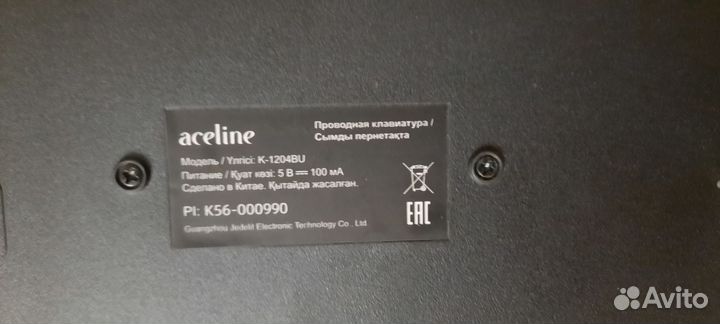 aceline
Проводная клавиатура /
Сымды пернетақта
Модель / Үлгісі: K-1204BU
Питание / Қуат көзі: 5 В ⎓ 100 мА
Сделано в Китае. Қытайда жасалған.
PI: K56-000990
Guangzhou Jedelit Electronic Technology Co., Ltd.
EAC
Avito